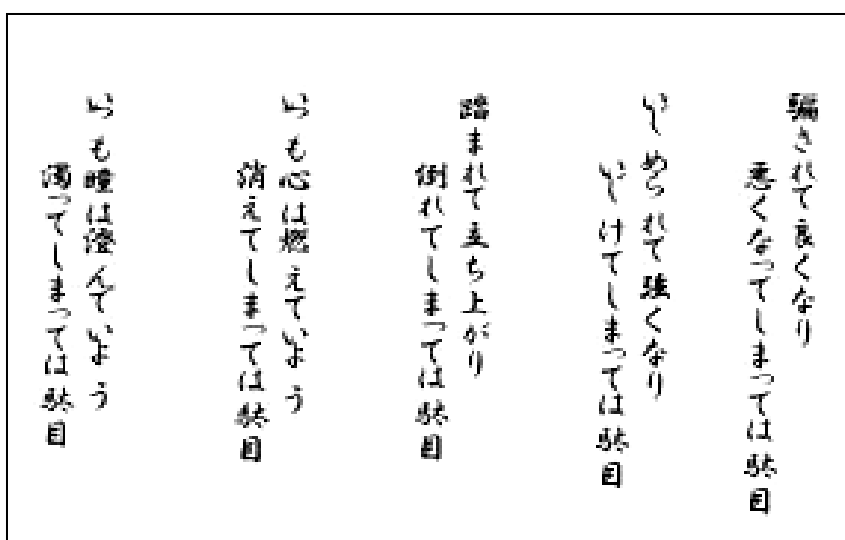 騙されて良くなり
悪くなってしまっては駄目
いじめられて強くなり
いじけてしまっては駄目
踏まれて立ち上がり
倒れてしまっては駄目
いつも心は燃えていよう
消えてしまっては駄目
いつも瞳は澄んでいよう
濁ってしまっては駄目